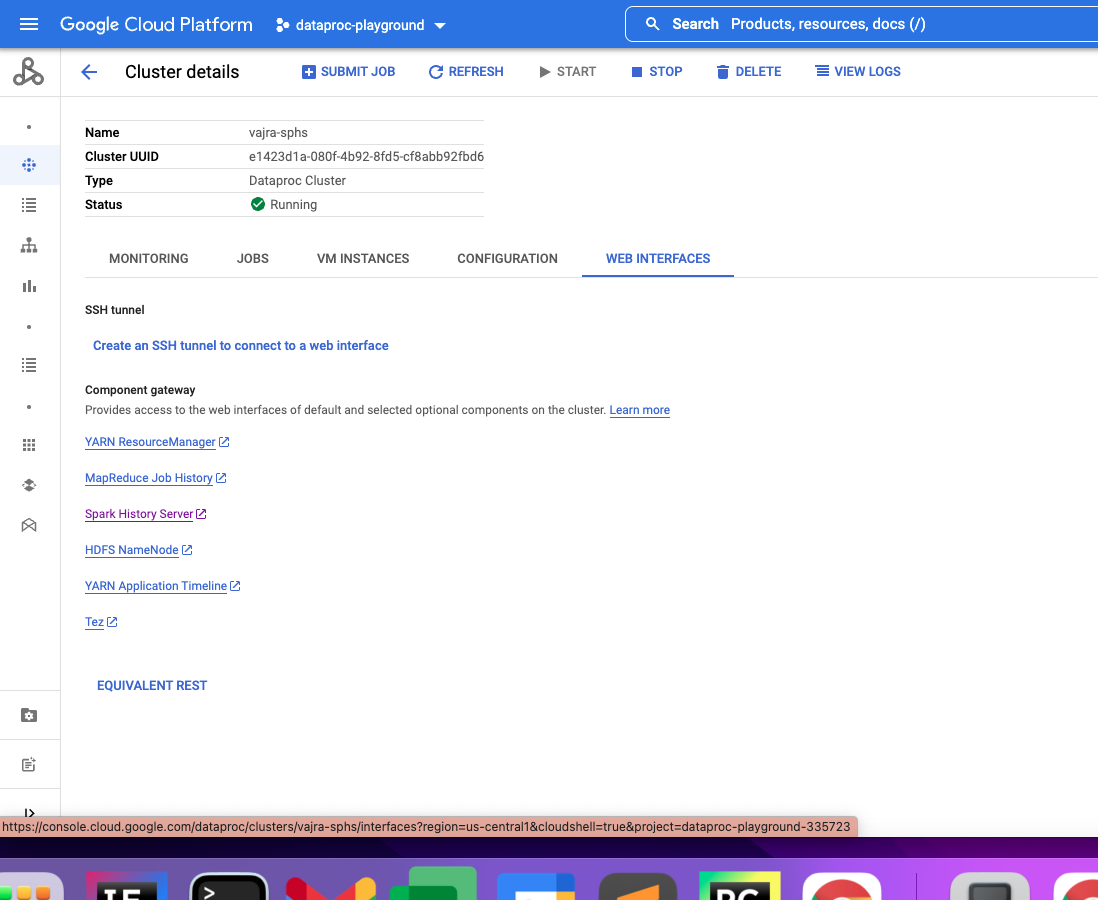 Google Cloud Platform dataproc-playground Search Products, resources, docs (/)
Cluster details SUBMIT JOB REFRESH START STOP DELETE VIEW LOGS
Name vajra-sphs
Cluster UUID e1423d1a-080f-4b92-8fd5-cf8abb92fbd6
Type Dataproc Cluster
Status Running
MONITORING JOBS VM INSTANCES CONFIGURATION WEB INTERFACES
SSH tunnel
Create an SSH tunnel to connect to a web interface
Component gateway
Provides access to the web interfaces of default and selected optional components on the cluster. Learn more
YARN ResourceManager
MapReduce Job History
Spark History Server
HDFS NameNode
YARN Application Timeline
Tez
EQUIVALENT REST
https://console.cloud.google.com/dataproc/clusters/vajra-sphs/interfaces?region=us-central1&cloudshell=true&project=dataproc-playground-335723